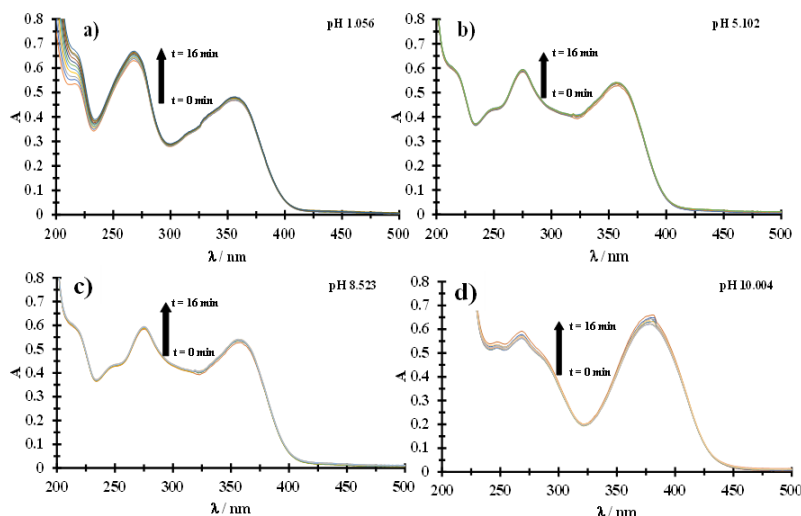 a)
pH 1.056
t = 16 min
t = 0 min
A
0.8
0.7
0.6
0.5
0.4
0.3
0.2
0.1
0
200 250 300 350 400 450 500
λ / nm
b)
pH 5.102
t = 16 min
t = 0 min
A
0.8
0.7
0.6
0.5
0.4
0.3
0.2
0.1
0
200 250 300 350 400 450 500
λ / nm
c)
pH 8.523
t = 16 min
t = 0 min
A
0.8
0.7
0.6
0.5
0.4
0.3
0.2
0.1
0
200 250 300 350 400 450 500
λ / nm
d)
pH 10.004
t = 16 min
t = 0 min
A
0.8
0.7
0.6
0.5
0.4
0.3
0.2
0.1
0
200 250 300 350 400 450 500
λ / nm